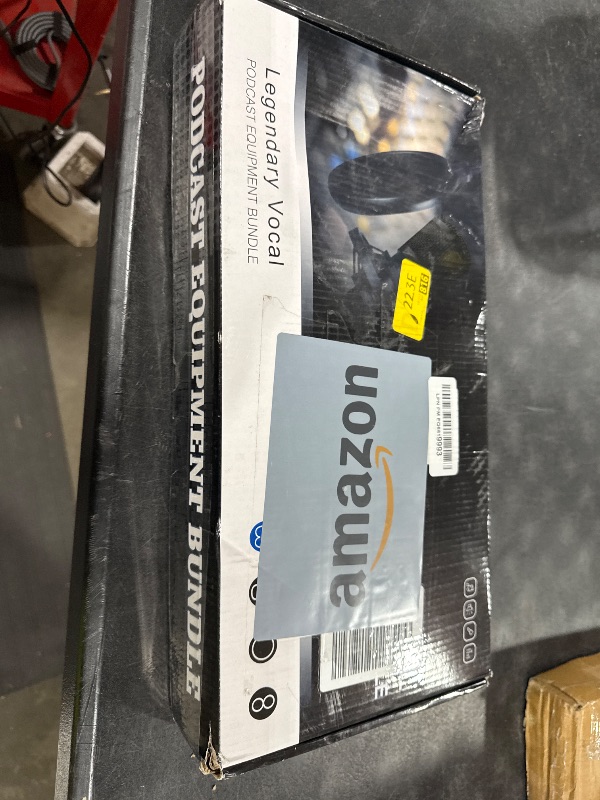 Legendary Vocal
PODCAST EQUIPMENT BUNDLE
PODCAST EQUIPMENT BUNDLE
223E
amazon